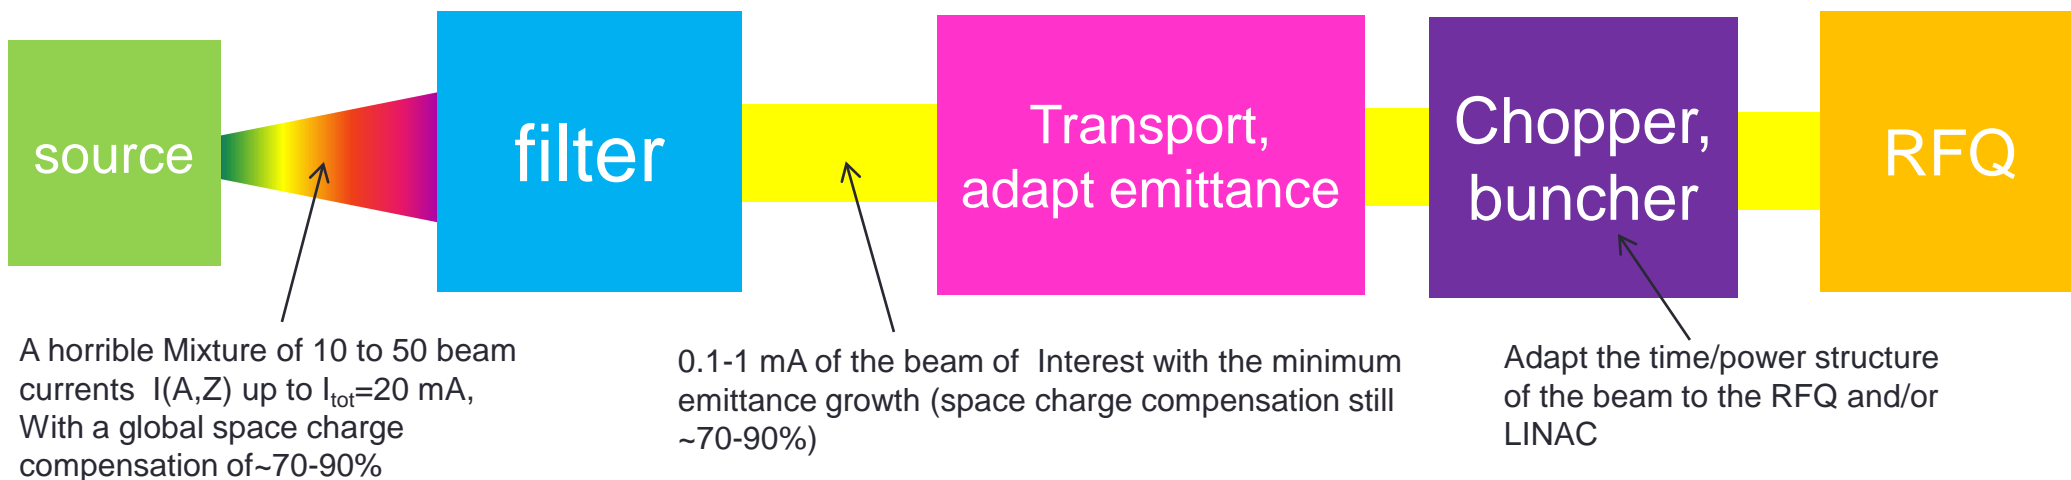 source
filter
Transport,
adapt emittance
Chopper,
buncher
RFQ
A horrible Mixture of 10 to 50 beam
currents I(A,Z) up to Itot=20 mA,
With a global space charge
compensation of~70-90%
0.1-1 mA of the beam of Interest with the minimum
emittance growth (space charge compensation still
~70-90%)
Adapt the time/power structure
of the beam to the RFQ and/or
LINAC